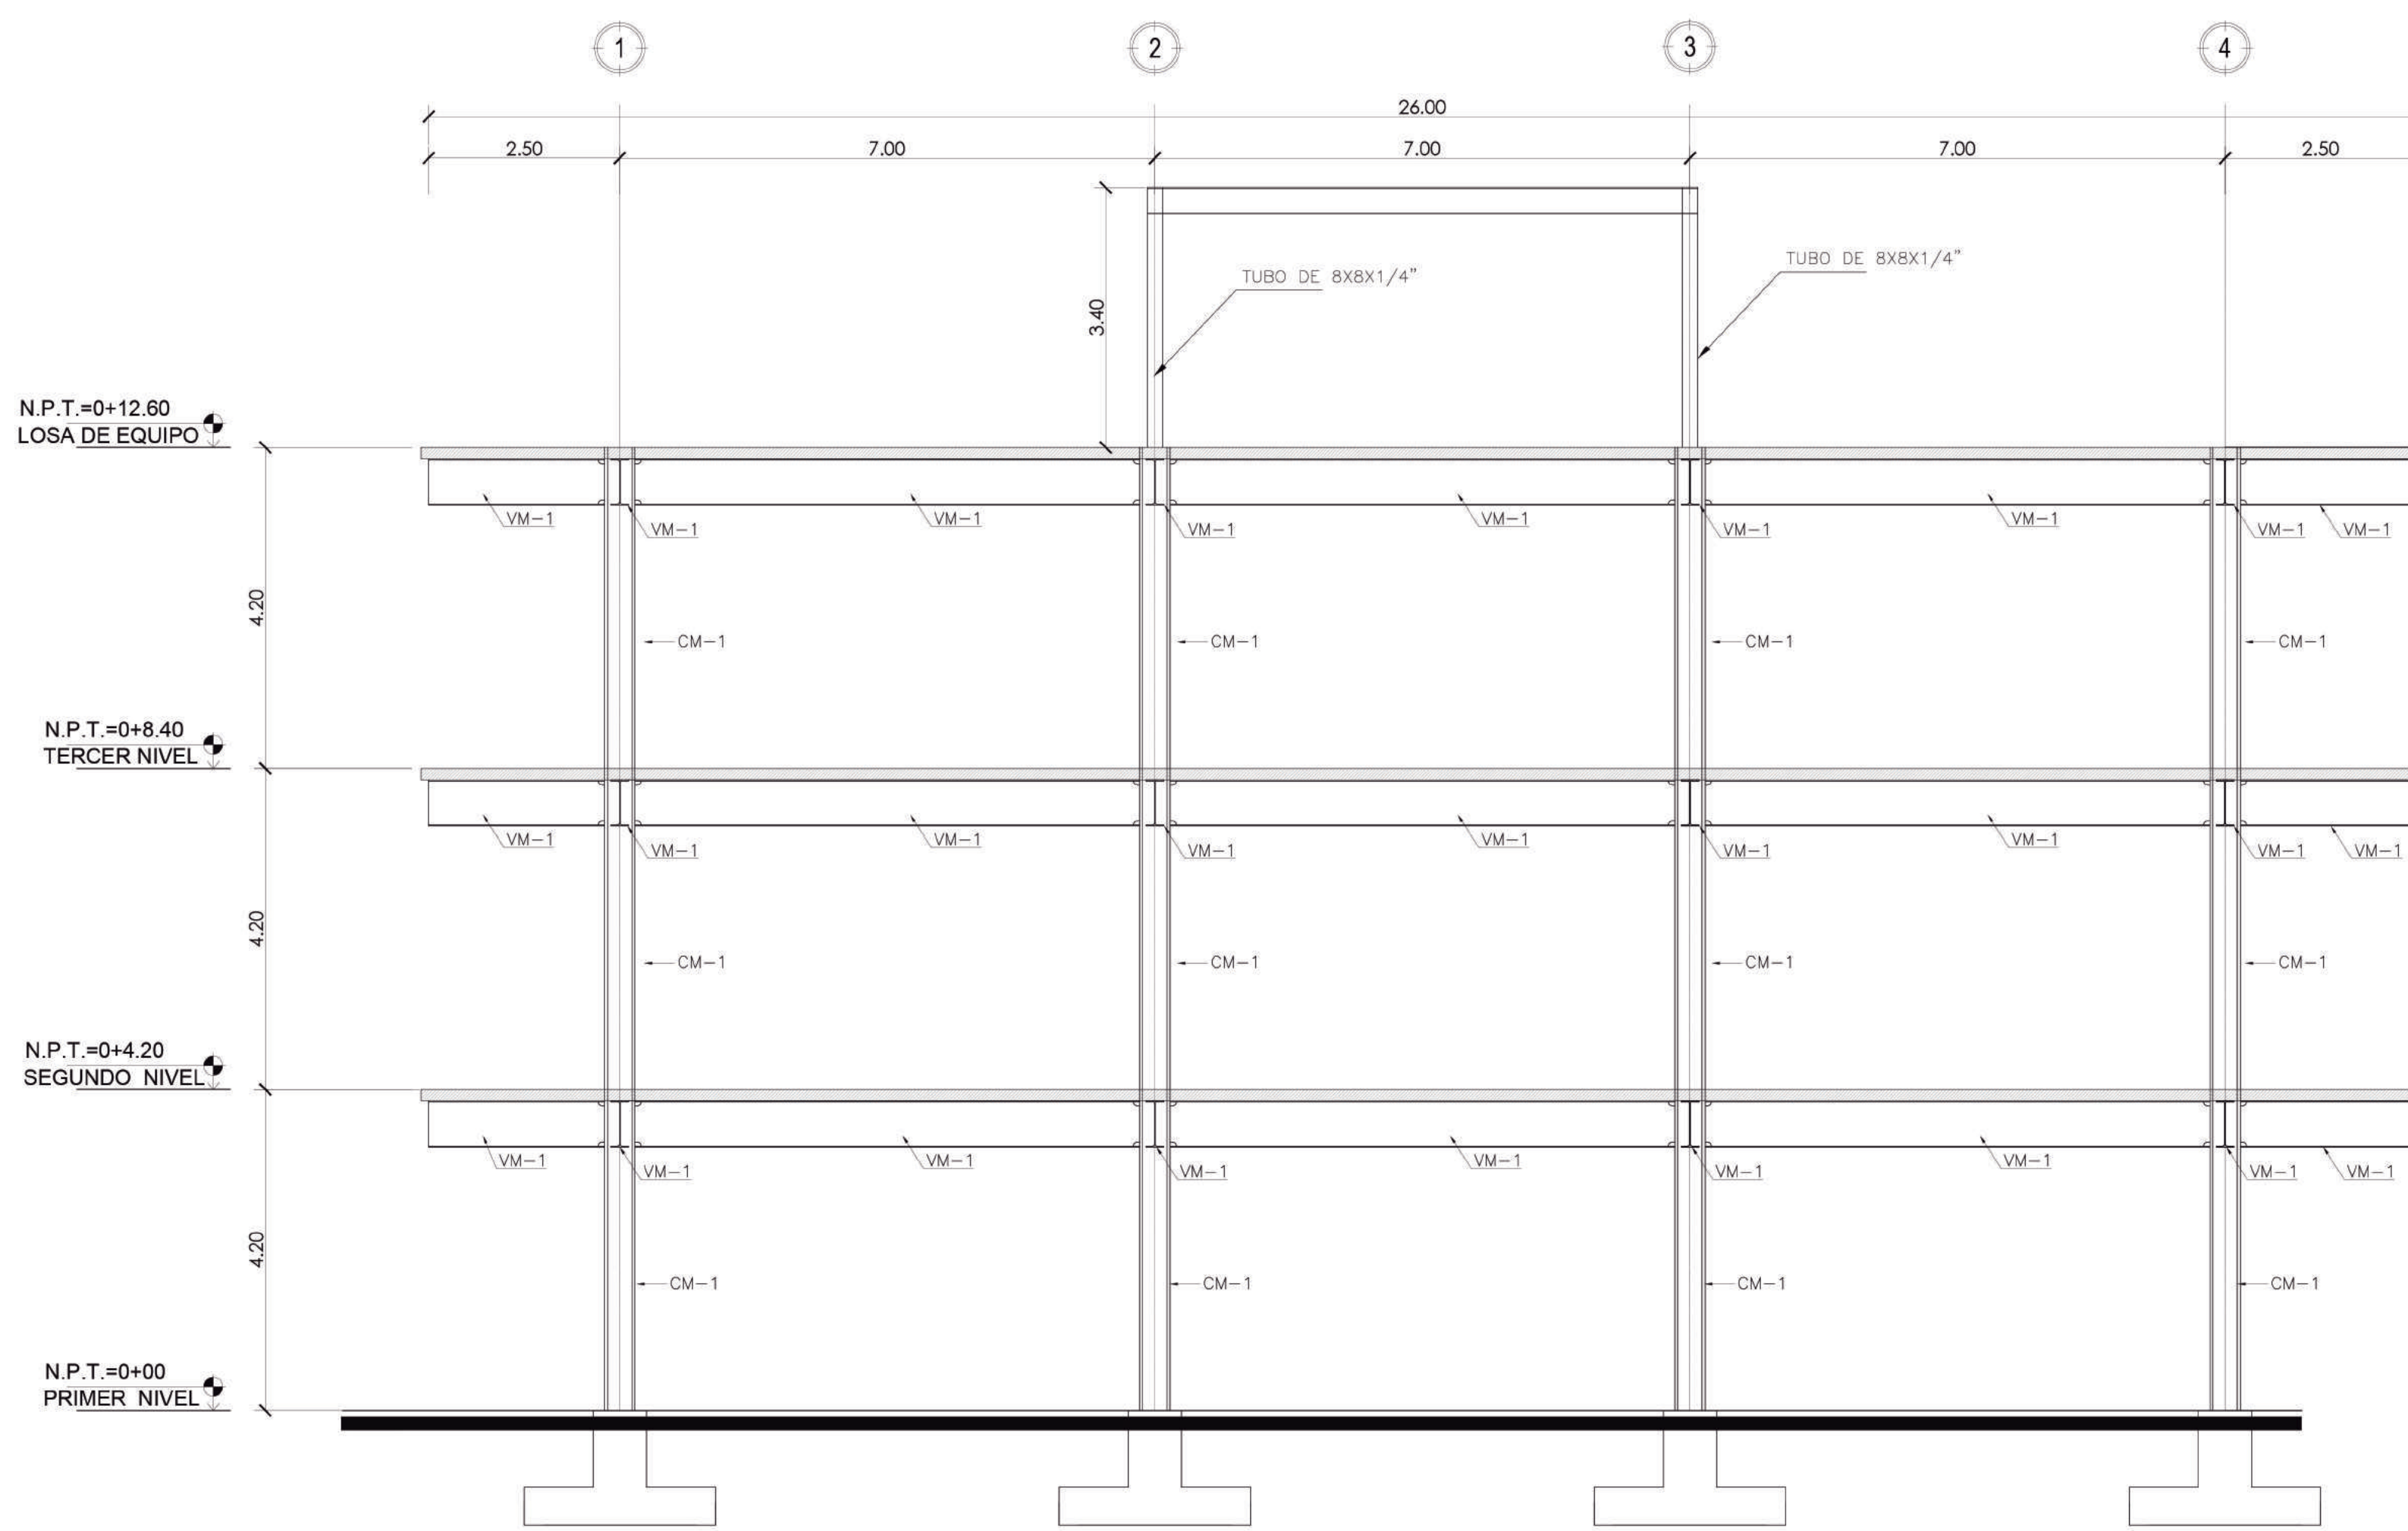 1 2 3 4
26.00
2.50 7.00 7.00 7.00 2.50
TUBO DE 8X8X1/4”
TUBO DE 8X8X1/4”
3.40
N.P.T.=0+12.60
LOSA DE EQUIPO
VM-1 VM-1 VM-1 VM-1
VM-1 VM-1 VM-1 VM-1 VM-1
4.20
CM-1 CM-1 CM-1 CM-1
N.P.T.=0+8.40
TERCER NIVEL
VM-1 VM-1 VM-1 VM-1
VM-1 VM-1 VM-1 VM-1 VM-1
4.20
CM-1 CM-1 CM-1 CM-1
N.P.T.=0+4.20
SEGUNDO NIVEL
VM-1 VM-1 VM-1 VM-1
VM-1 VM-1 VM-1 VM-1 VM-1
4.20
CM-1 CM-1 CM-1 CM-1
N.P.T.=0+00
PRIMER NIVEL